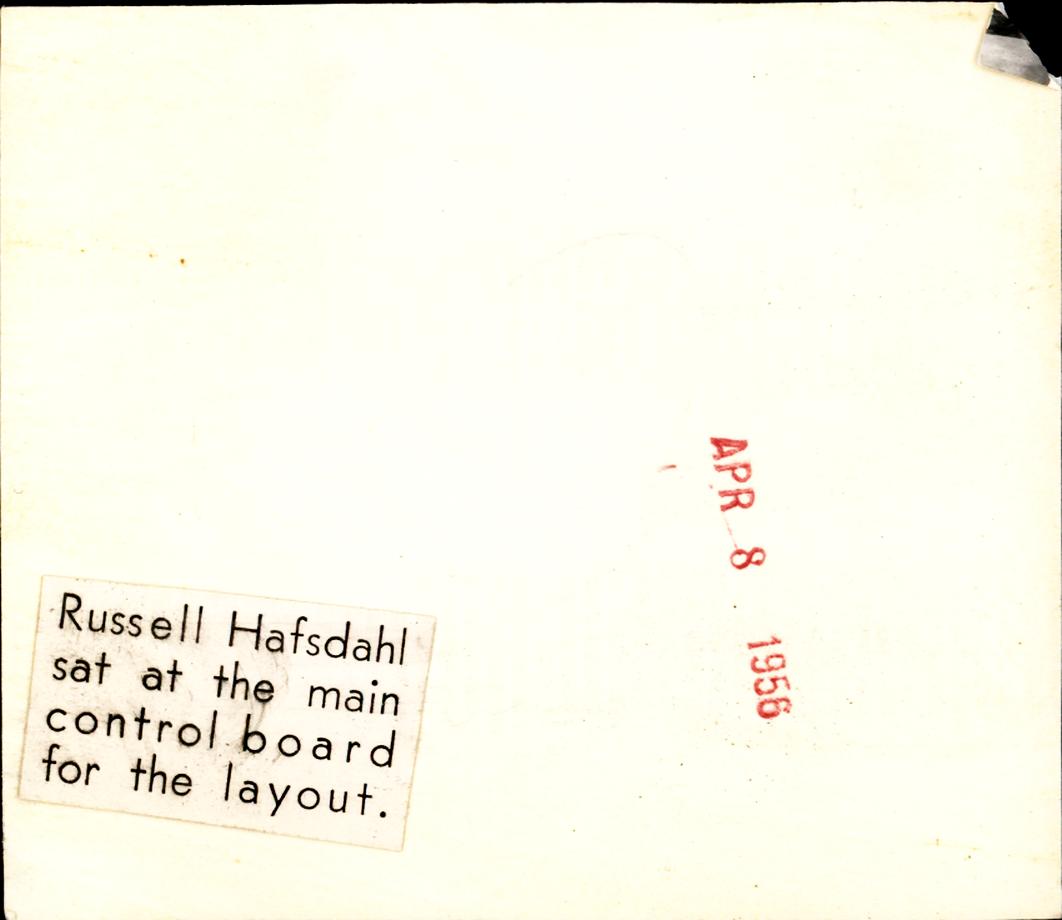 APR 8 1956
Russell Hafsdahl
sat at the main
control board
for the layout.